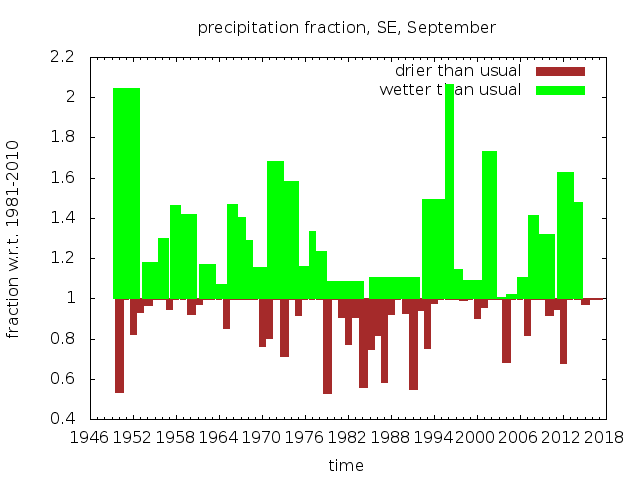 precipitation fraction, SE, September
drier than usual
wetter than usual
2.2
2
1.8
1.6
1.4
1.2
1
0.8
0.6
0.4
fraction w.r.t. 1981-2010
1946 1952 1958 1964 1970 1976 1982 1988 1994 2000 2006 2012 2018
time